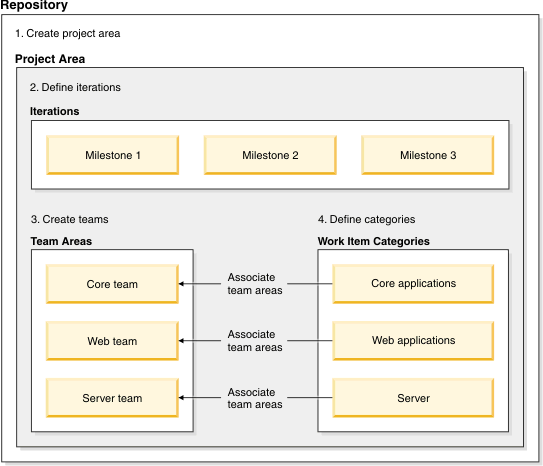 Repository
1. Create project area
Project Area
2. Define iterations
Iterations
Milestone 1
Milestone 2
Milestone 3
3. Create teams
4. Define categories
Team Areas
Work Item Categories
Core team
Associate
team areas
Core applications
Web team
Associate
team areas
Web applications
Server team
Associate
team areas
Server